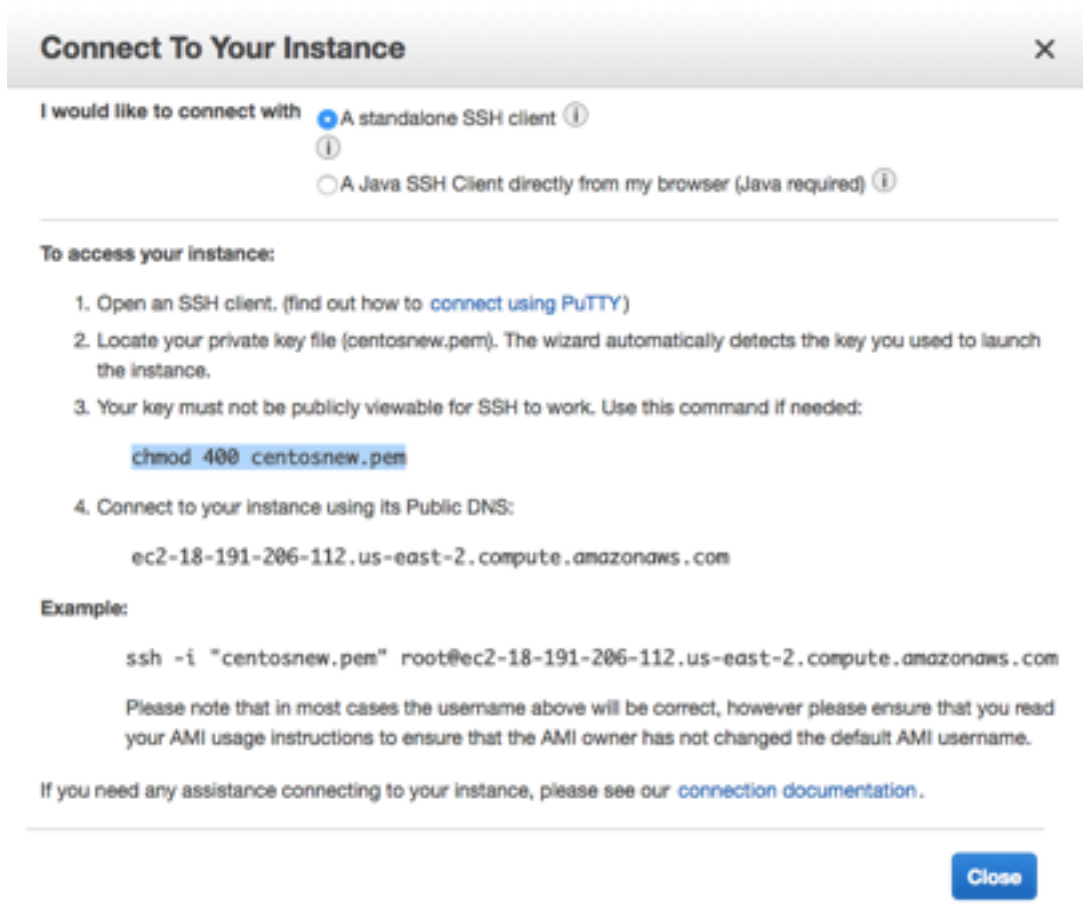 Connect To Your Instance
I would like to connect with
A standalone SSH client
A Java SSH Client directly from my browser (Java required)
To access your instance:
1. Open an SSH client. (find out how to connect using PuTTY)
2. Locate your private key file (centosnew.pem). The wizard automatically detects the key you used to launch
the instance.
3. Your key must not be publicly viewable for SSH to work. Use this command if needed:
chmod 400 centosnew.pem
4. Connect to your instance using its Public DNS:
ec2-18-191-206-112.us-east-2.compute.amazonaws.com
Example:
ssh -i "centosnew.pem" root@ec2-18-191-206-112.us-east-2.compute.amazonaws.com
Please note that in most cases the username above will be correct, however please ensure that you read
your AMI usage instructions to ensure that the AMI owner has not changed the default AMI username.
If you need any assistance connecting to your instance, please see our connection documentation.
Close